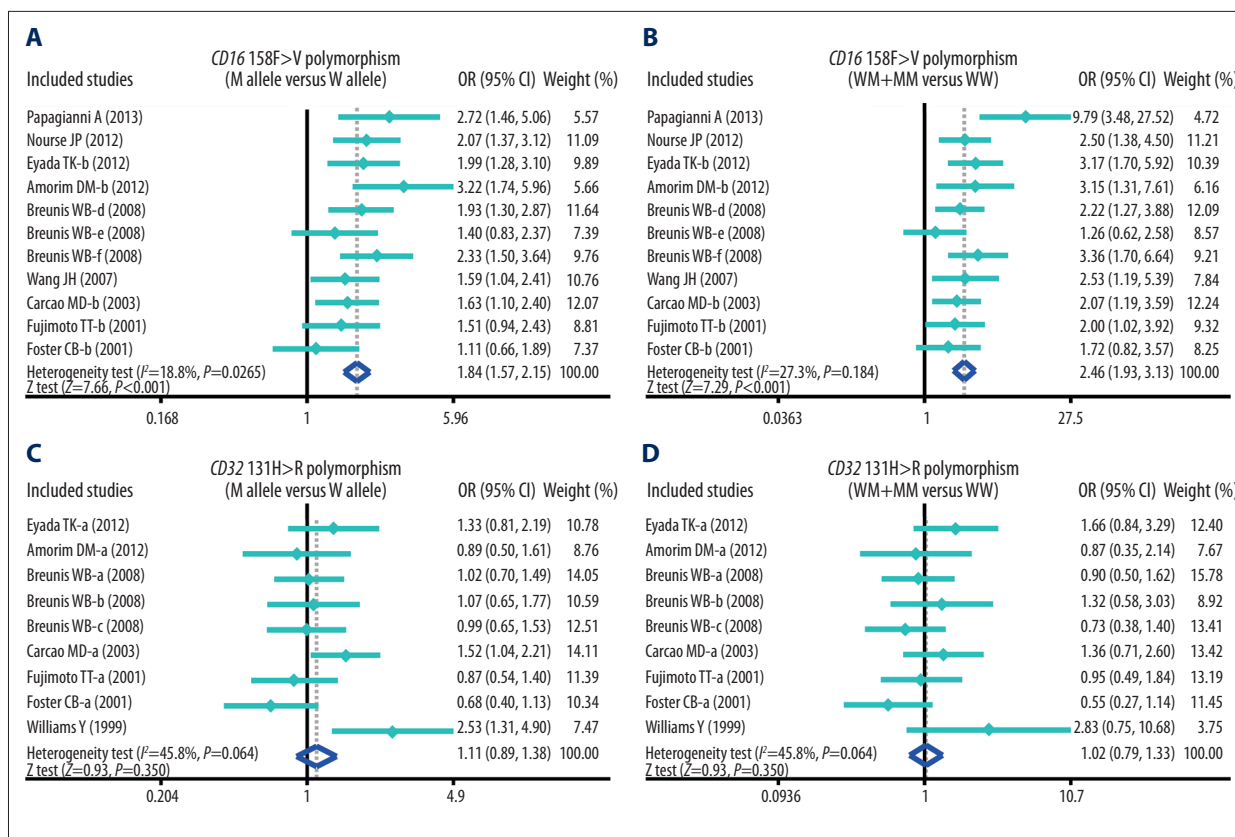 A
CD16 158F>V polymorphism
Included studies (M allele versus W allele) OR (95% CI) Weight (%)
Papagianni A (2013) 2.72 (1.46, 5.06) 5.57
Nourse JP (2012) 2.07 (1.37, 3.12) 11.09
Eyada TK-b (2012) 1.99 (1.28, 3.10) 9.89
Amorim DM-b (2012) 3.22 (1.74, 5.96) 5.66
Breunis WB-d (2008) 1.93 (1.30, 2.87) 11.64
Breunis WB-e (2008) 1.40 (0.83, 2.37) 7.39
Breunis WB-f (2008) 2.33 (1.50, 3.64) 9.76
Wang JH (2007) 1.59 (1.04, 2.41) 10.76
Carcao MD-b (2003) 1.63 (1.10, 2.40) 12.07
Fujimoto TT-b (2001) 1.51 (0.94, 2.43) 8.81
Foster CB-b (2001) 1.11 (0.66, 1.89) 7.37
Heterogeneity test (I²=18.8%, P=0.0265) 1.84 (1.57, 2.15) 100.00
Z test (Z=7.66, P<0.001)
0.168 1 5.96
B
CD16 158F>V polymorphism
Included studies (WM+MM versus WW) OR (95% CI) Weight (%)
Papagianni A (2013) 9.79 (3.48, 27.52) 4.72
Nourse JP (2012) 2.50 (1.38, 4.50) 11.21
Eyada TK-b (2012) 3.17 (1.70, 5.92) 10.39
Amorim DM-b (2012) 3.15 (1.31, 7.61) 6.16
Breunis WB-d (2008) 2.22 (1.27, 3.88) 12.09
Breunis WB-e (2008) 1.26 (0.62, 2.58) 8.57
Breunis WB-f (2008) 3.36 (1.70, 6.64) 9.21
Wang JH (2007) 2.53 (1.19, 5.39) 7.84
Carcao MD-b (2003) 2.07 (1.19, 3.59) 12.24
Fujimoto TT-b (2001) 2.00 (1.02, 3.92) 9.32
Foster CB-b (2001) 1.72 (0.82, 3.57) 8.25
Heterogeneity test (I²=27.3%, P=0.184) 2.46 (1.93, 3.13) 100.00
Z test (Z=7.29, P<0.001)
0.0363 1 27.5
C
CD32 131H>R polymorphism
Included studies (M allele versus W allele) OR (95% CI) Weight (%)
Eyada TK-a (2012) 1.33 (0.81, 2.19) 10.78
Amorim DM-a (2012) 0.89 (0.50, 1.61) 8.76
Breunis WB-a (2008) 1.02 (0.70, 1.49) 14.05
Breunis WB-b (2008) 1.07 (0.65, 1.77) 10.59
Breunis WB-c (2008) 0.99 (0.65, 1.53) 12.51
Carcao MD-a (2003) 1.52 (1.04, 2.21) 14.11
Fujimoto TT-a (2001) 0.87 (0.54, 1.40) 11.39
Foster CB-a (2001) 0.68 (0.40, 1.13) 10.34
Williams Y (1999) 2.53 (1.31, 4.90) 7.47
Heterogeneity test (I²=45.8%, P=0.064) 1.11 (0.89, 1.38) 100.00
Z test (Z=0.93, P=0.350)
0.204 1 4.9
D
CD32 131H>R polymorphism
Included studies (WM+MM versus WW) OR (95% CI) Weight (%)
Eyada TK-a (2012) 1.66 (0.84, 3.29) 12.40
Amorim DM-a (2012) 0.87 (0.35, 2.14) 7.67
Breunis WB-a (2008) 0.90 (0.50, 1.62) 15.78
Breunis WB-b (2008) 1.32 (0.58, 3.03) 8.92
Breunis WB-c (2008) 0.73 (0.38, 1.40) 13.41
Carcao MD-a (2003) 1.36 (0.71, 2.60) 13.42
Fujimoto TT-a (2001) 0.95 (0.49, 1.84) 13.19
Foster CB-a (2001) 0.55 (0.27, 1.14) 11.45
Williams Y (1999) 2.83 (0.75, 10.68) 3.75
Heterogeneity test (I²=45.8%, P=0.064) 1.02 (0.79, 1.33) 100.00
Z test (Z=0.93, P=0.350)
0.0936 1 10.7